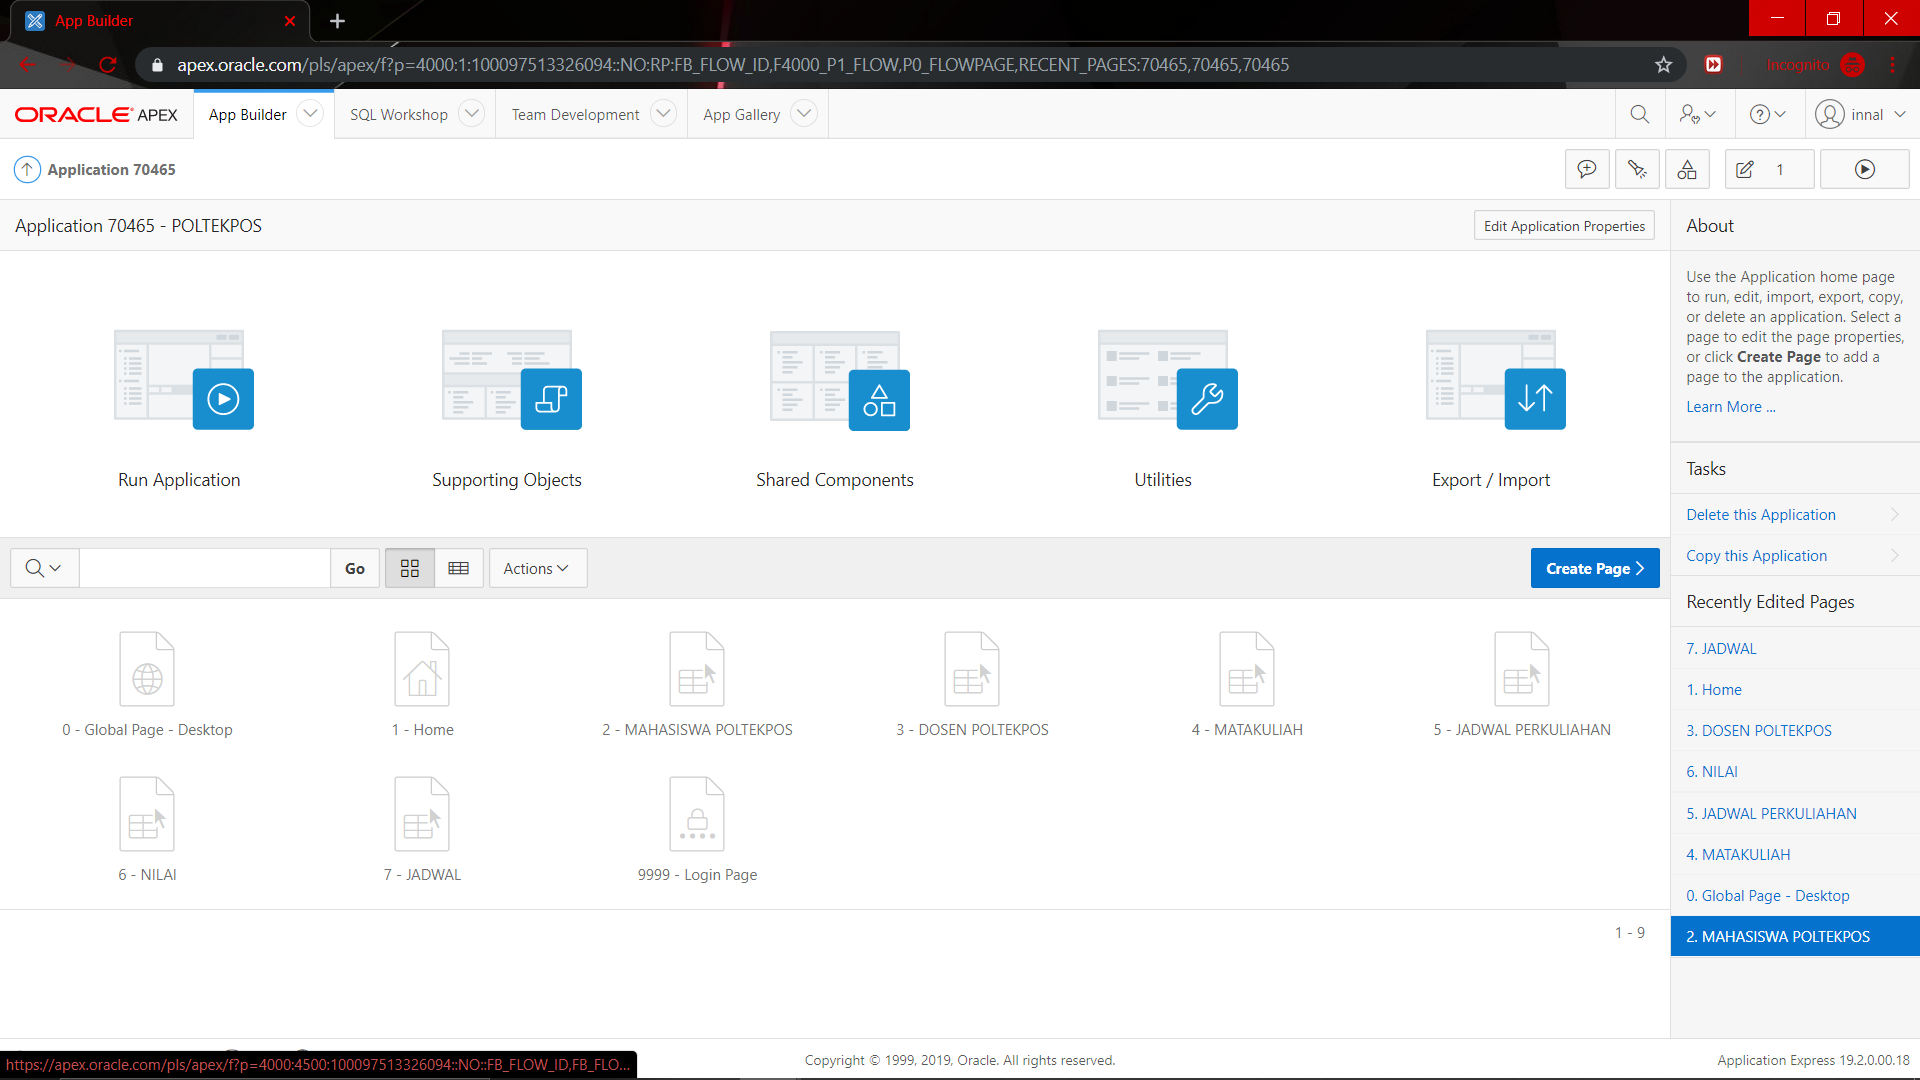 App Builder
apex.oracle.com/pls/apex/f?p=4000:1:100097513326094::NO:RP:FB_FLOW_ID,F4000_P1_FLOW,P0_FLOWPAGE,RECENT_PAGES:70465,70465,70465
Incognito
ORACLE APEX
App Builder
SQL Workshop
Team Development
App Gallery
innal
Application 70465
1
Application 70465 - POLTEKPOS
Edit Application Properties
Run Application
Supporting Objects
Shared Components
Utilities
Export / Import
Go
Actions
Create Page
0 - Global Page - Desktop
1 - Home
2 - MAHASISWA POLTEKPOS
3 - DOSEN POLTEKPOS
4 - MATAKULIAH
5 - JADWAL PERKULIAHAN
6 - NILAI
7 - JADWAL
9999 - Login Page
1 - 9
About
Use the Application home page
to run, edit, import, export, copy,
or delete an application. Select a
page to edit the page properties,
or click Create Page to add a
page to the application.
Learn More ...
Tasks
Delete this Application
Copy this Application
Recently Edited Pages
7. JADWAL
1. Home
3. DOSEN POLTEKPOS
6. NILAI
5. JADWAL PERKULIAHAN
4. MATAKULIAH
0. Global Page - Desktop
2. MAHASISWA POLTEKPOS
https://apex.oracle.com/pls/apex/f?p=4000:4500:100097513326094::NO::FB_FLOW_ID,FB_FLO...
Copyright © 1999, 2019, Oracle. All rights reserved.
Application Express 19.2.0.00.18